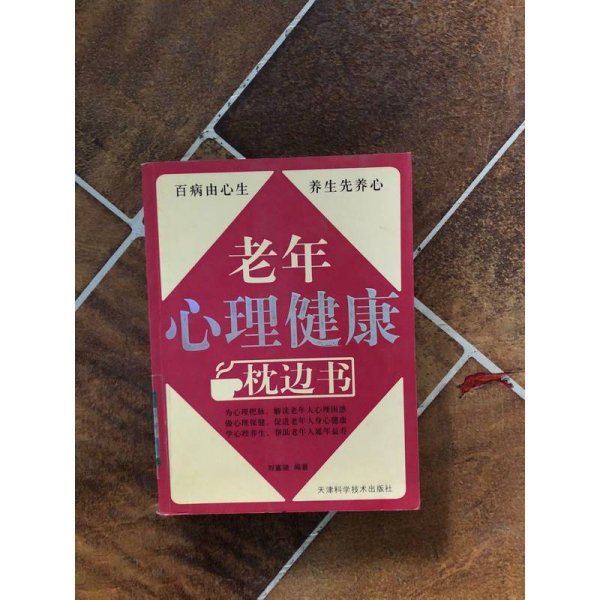 百病由心生 养生先养心
老年
心理健康
枕边书
为心理把脉，解读老年人心理困惑
做心理保健，促进老年人身心健康
学心理养生，帮助老年人延年益寿
编著
天津科学技术出版社